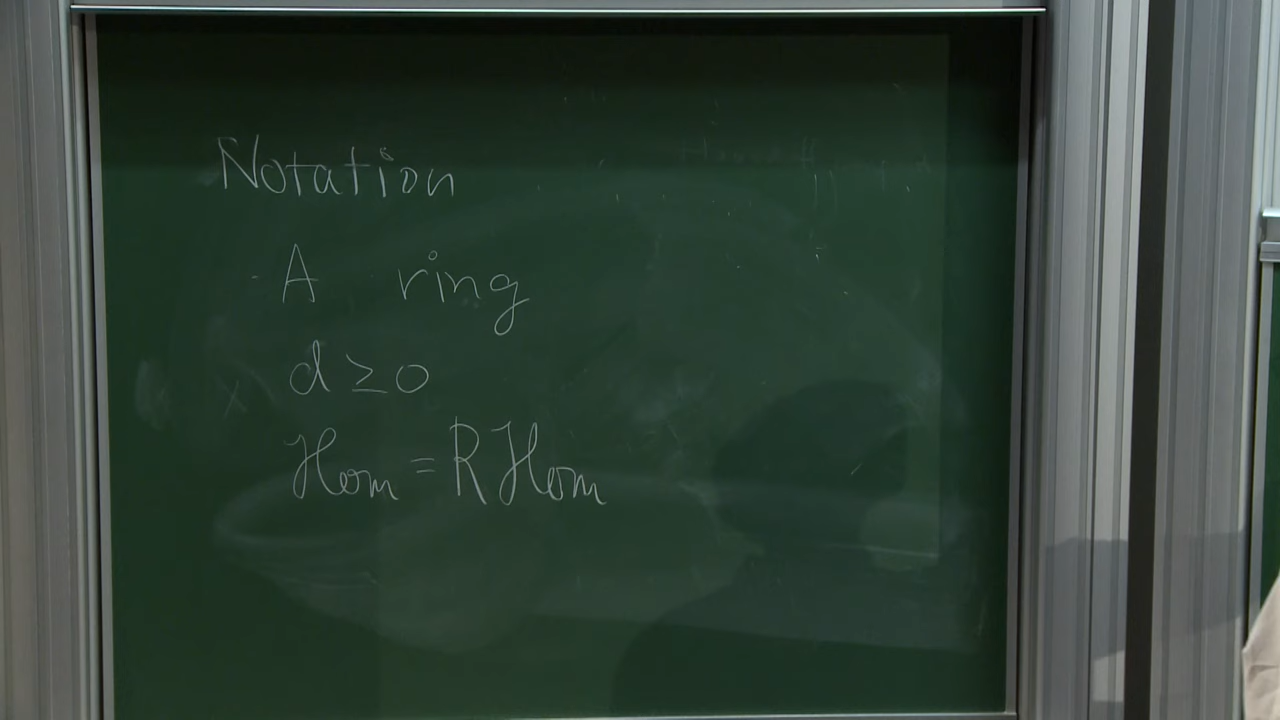 Notation
A ring
d ≥ 0
Hom = RHom